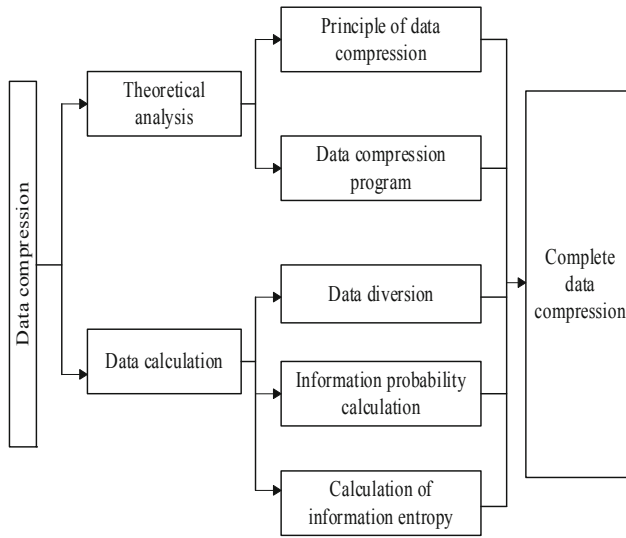 Data compression
Theoretical
analysis
Data calculation
Principle of data
compression
Data compression
program
Data diversion
Information probability
calculation
Calculation of
information entropy
Complete
data
compression